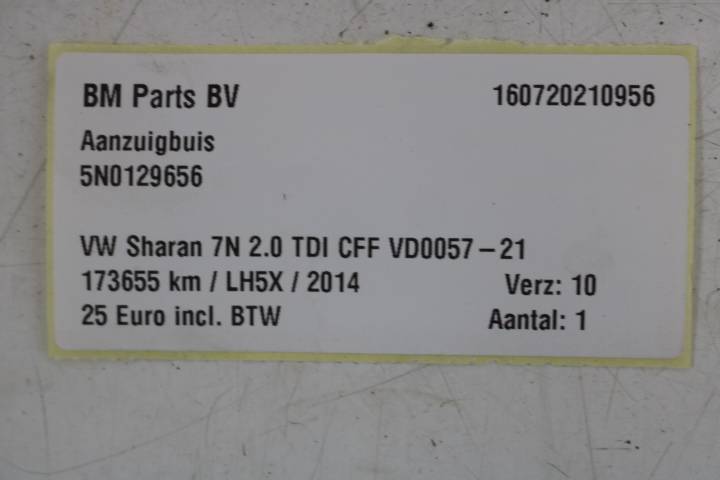 BM Parts BV 160720210956
Aanzuigbuis
5N0129656
VW Sharan 7N 2.0 TDI CFF VD0057-21
173655 km / LH5X / 2014 Verz: 10
25 Euro incl. BTW Aantal: 1